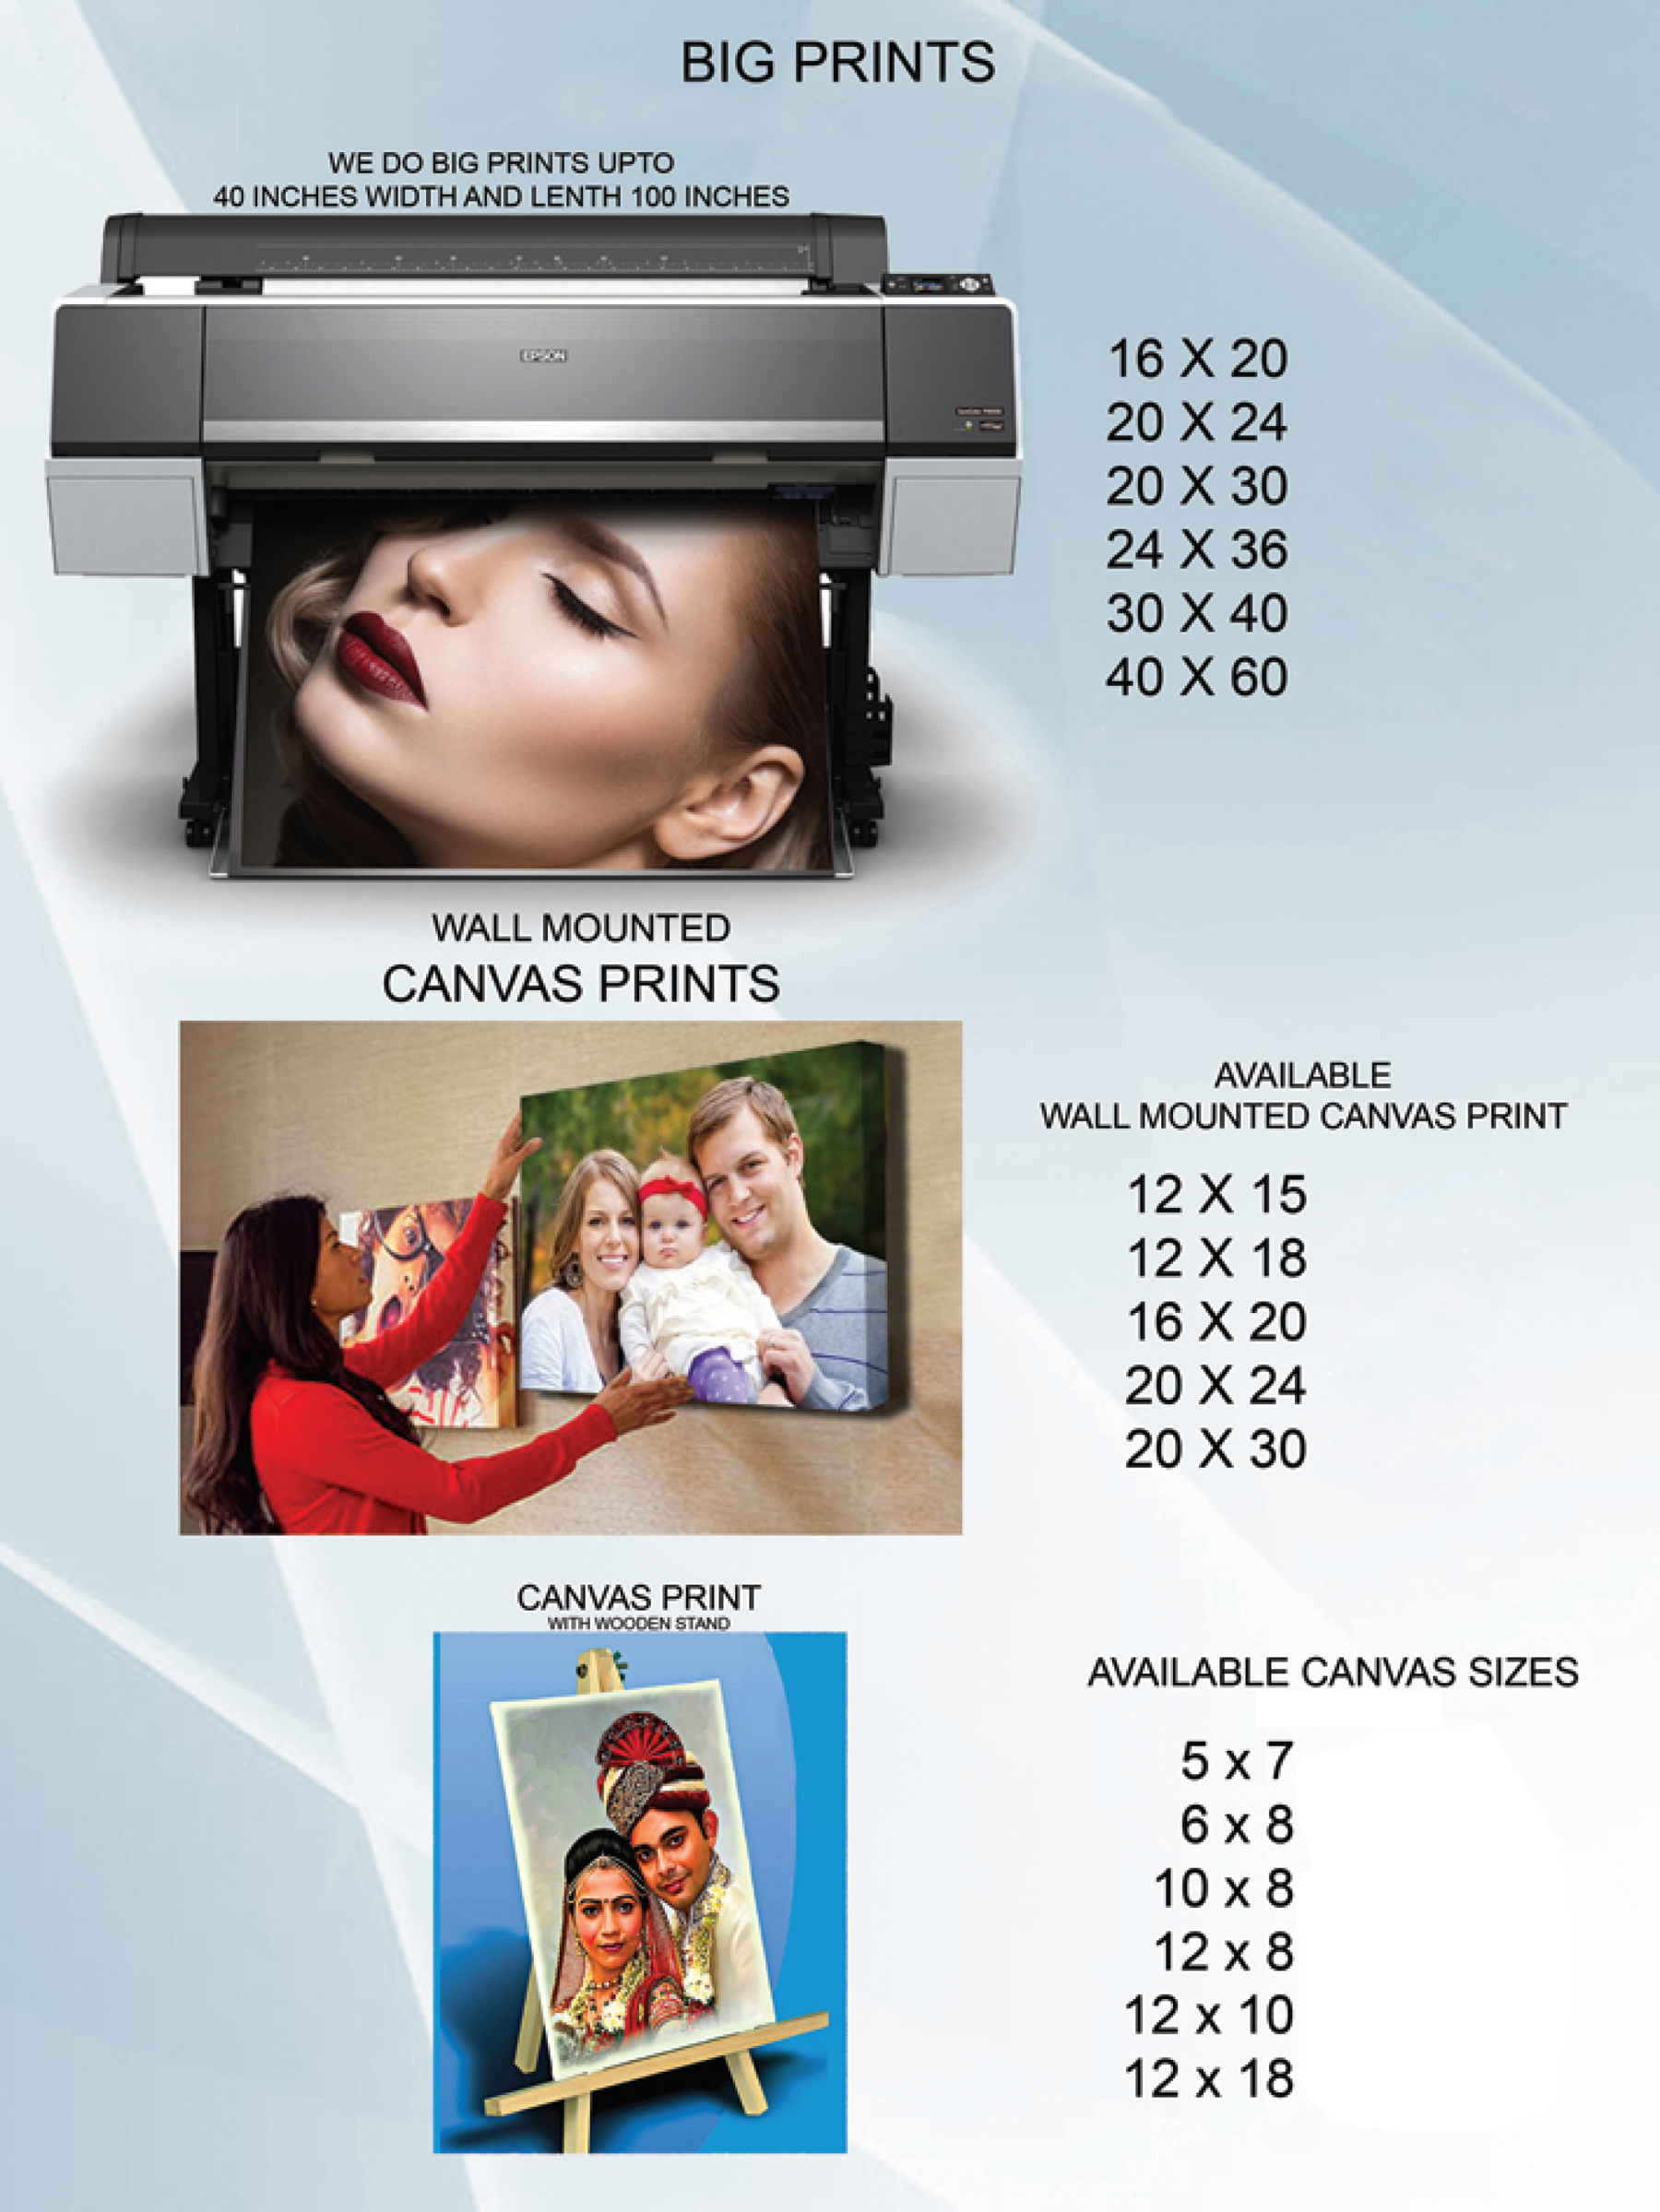 BIG PRINTS
WE DO BIG PRINTS UPTO
40 INCHES WIDTH AND LENTH 100 INCHES
EPSON
16 X 20
20 X 24
20 X 30
24 X 36
30 X 40
40 X 60
WALL MOUNTED
CANVAS PRINTS
AVAILABLE
WALL MOUNTED CANVAS PRINT
12 X 15
12 X 18
16 X 20
20 X 24
20 X 30
CANVAS PRINT
WITH WOODEN STAND
AVAILABLE CANVAS SIZES
5 x 7
6 x 8
10 x 8
12 x 8
12 x 10
12 x 18